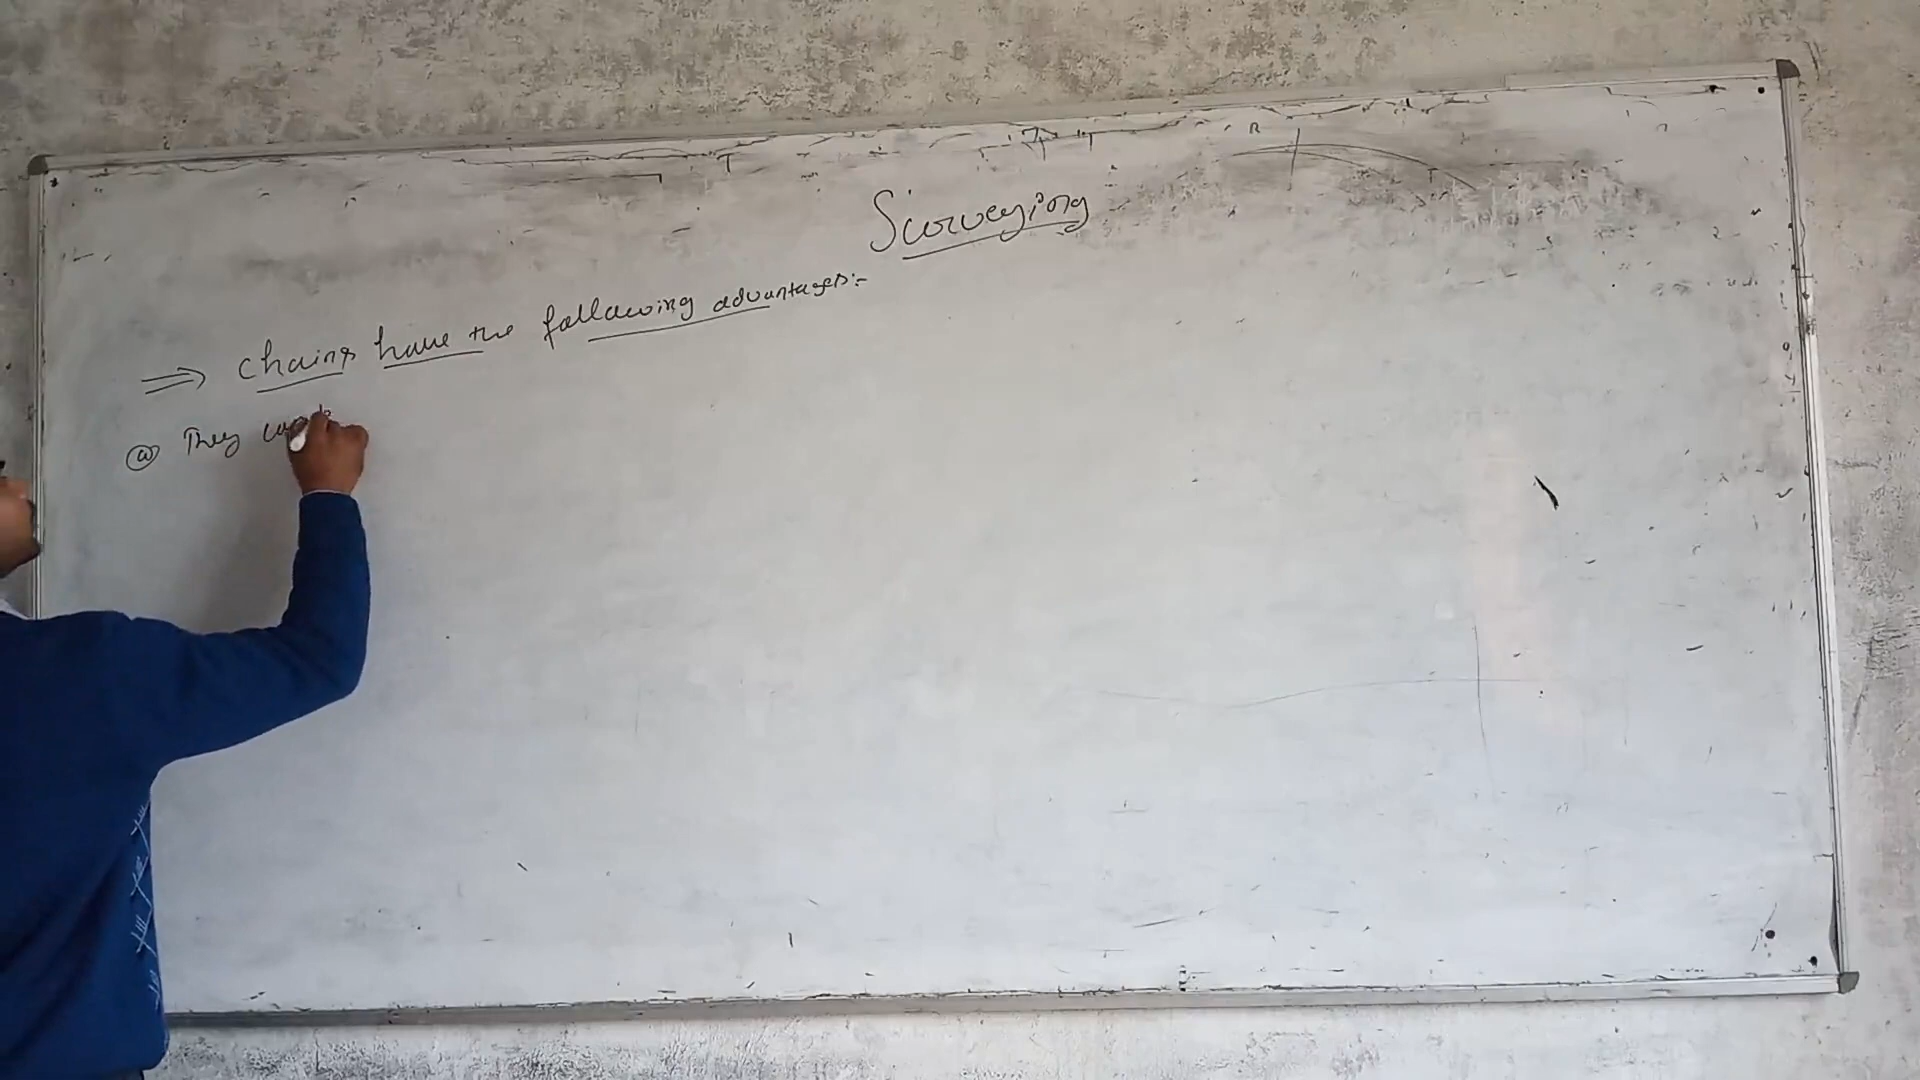 Surveying
⇒ chains have the following advantages:-
ⓐ They